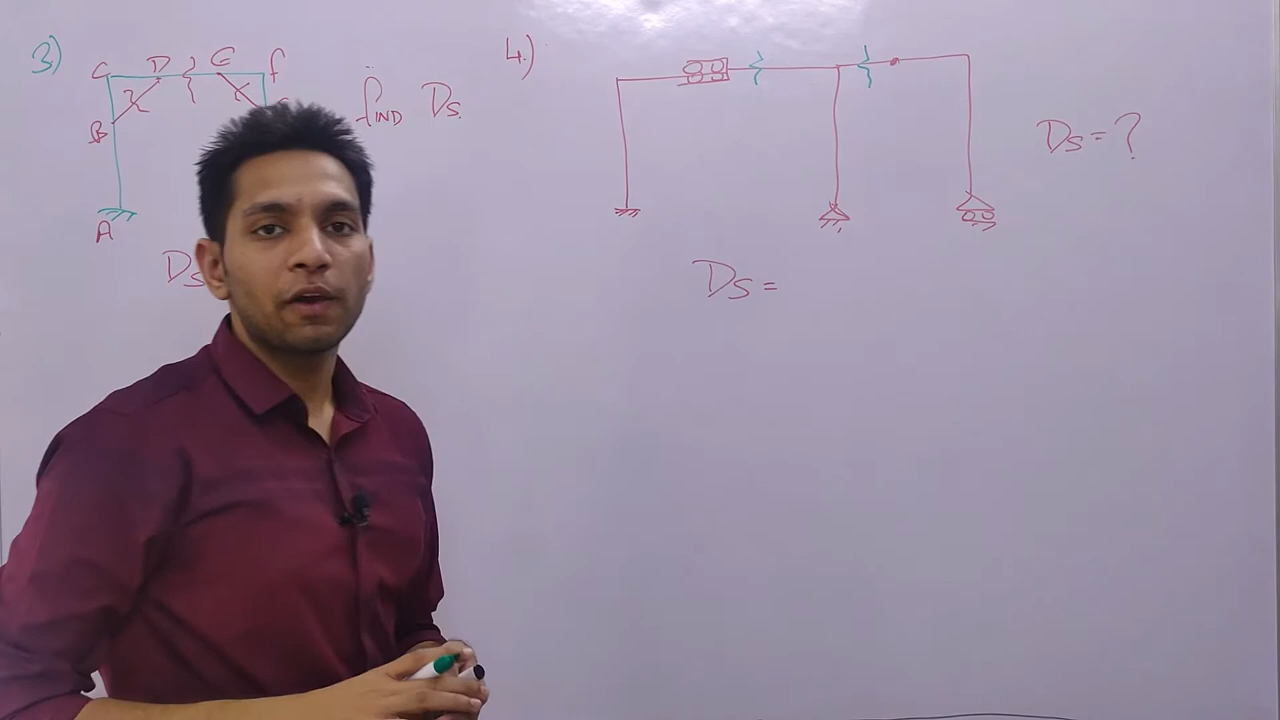 3.)
C D E F
B
A
FIND Ds.
Ds
4.)
Ds = ?
Ds =